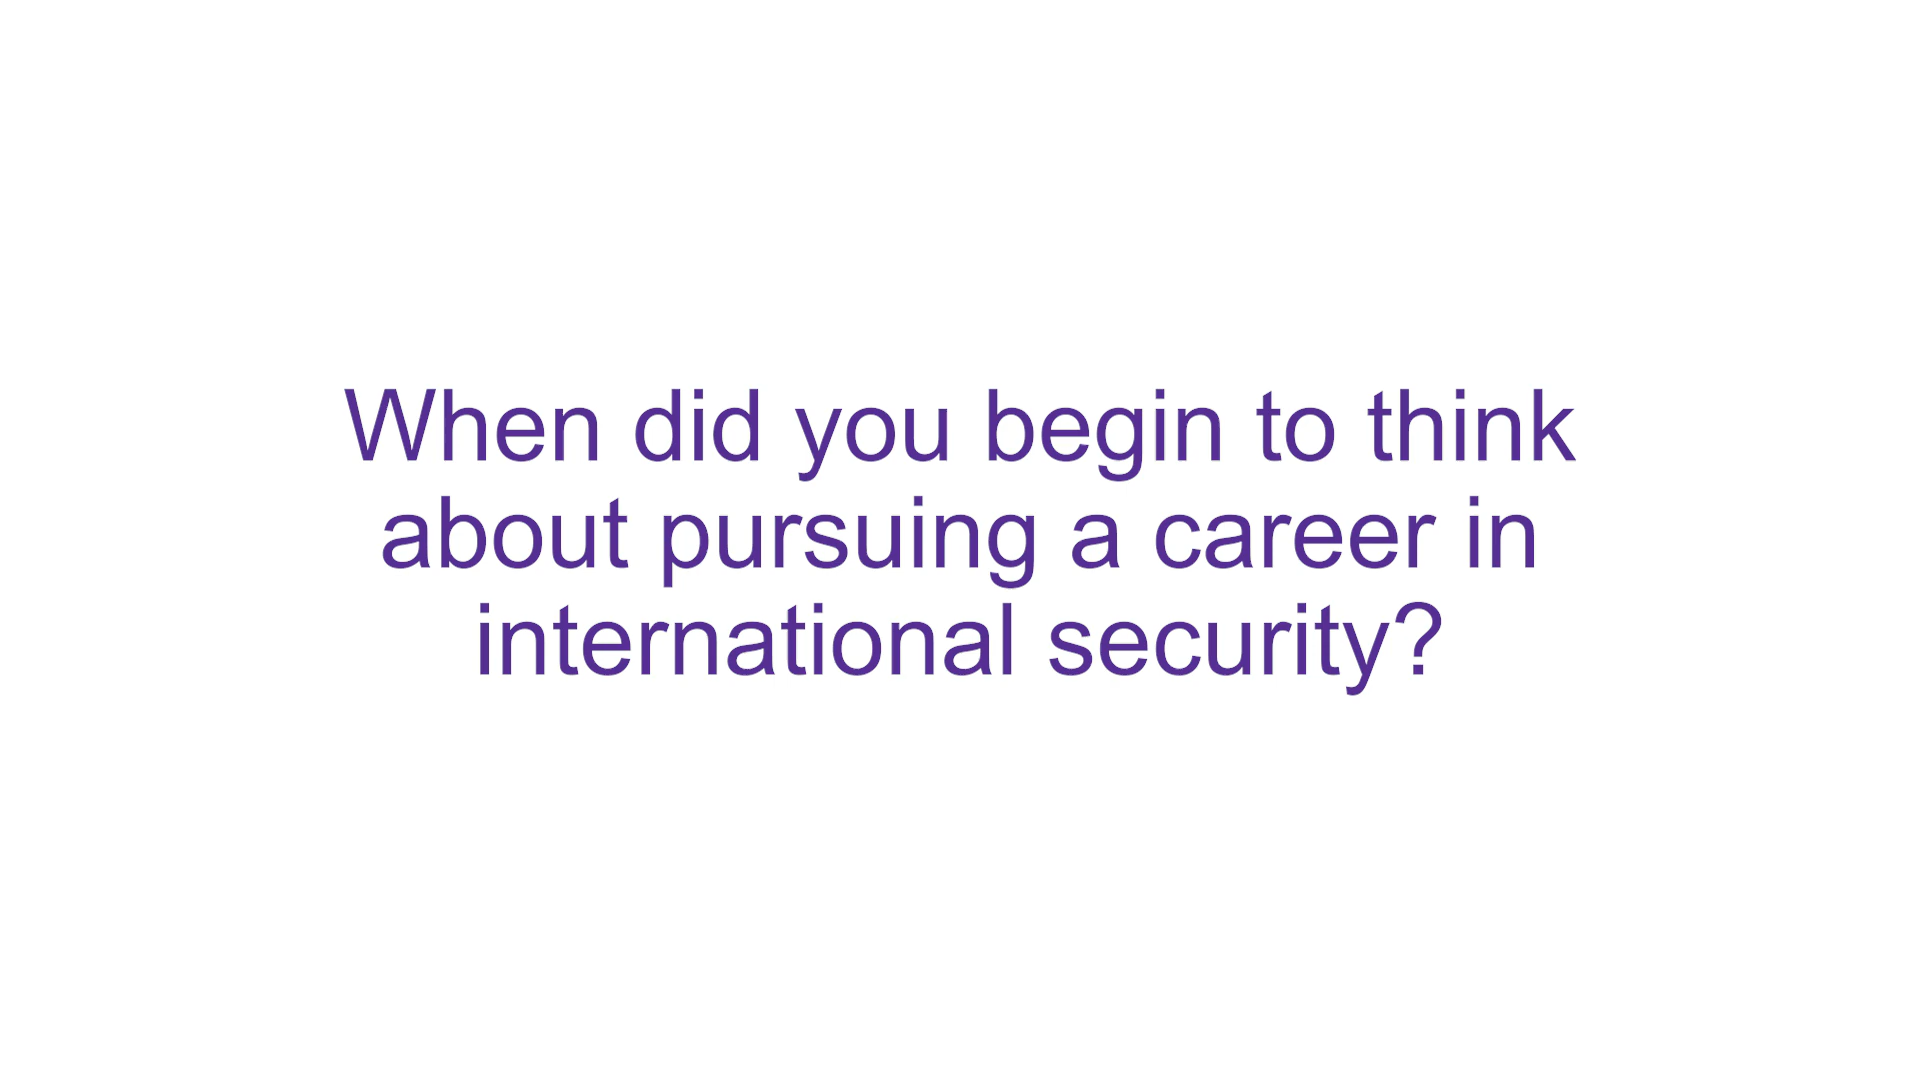 When did you begin to think
about pursuing a career in
international security?